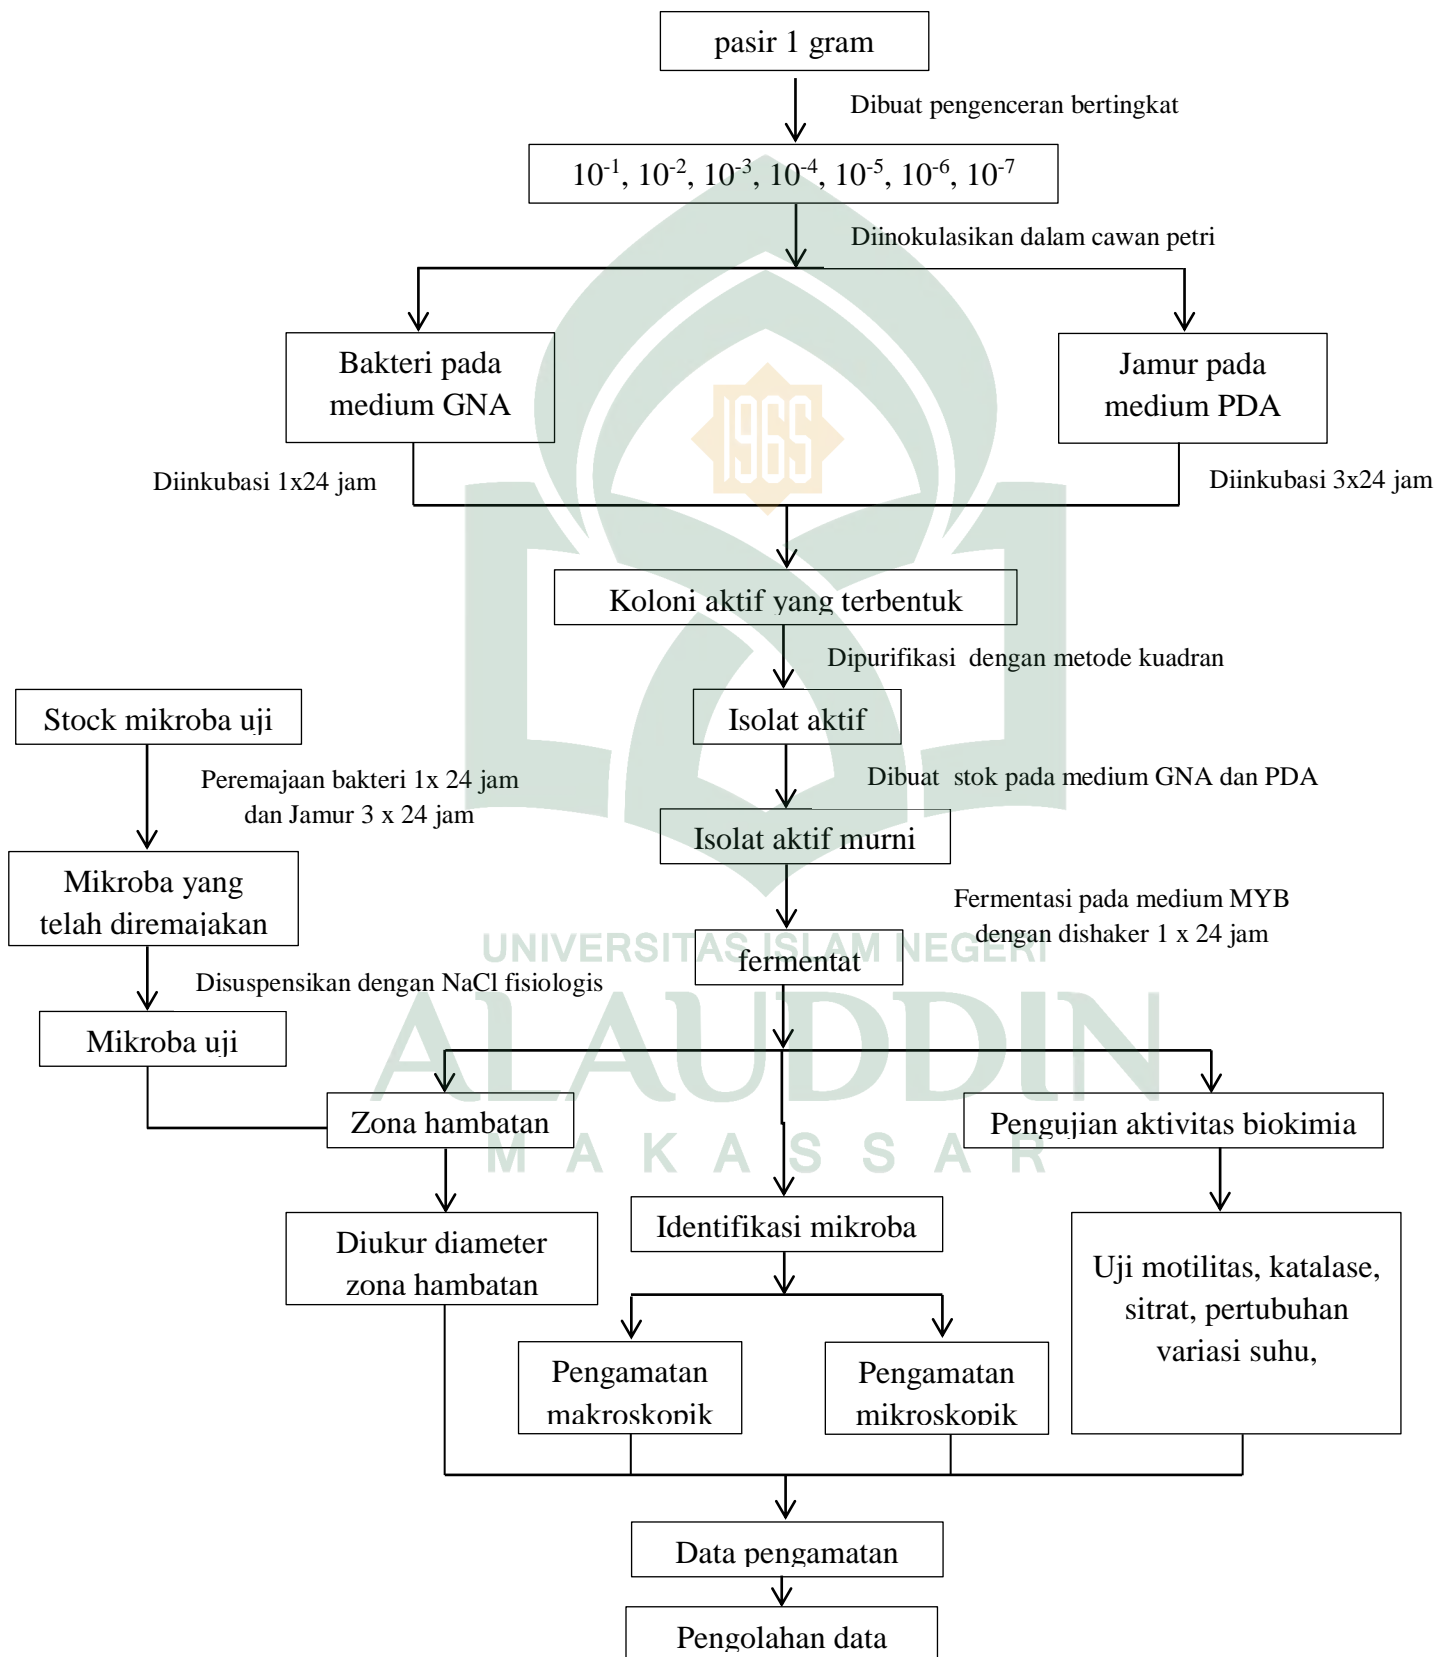 pasir 1 gram
Dibuat pengenceran bertingkat
10⁻¹, 10⁻², 10⁻³, 10⁻⁴, 10⁻⁵, 10⁻⁶, 10⁻⁷
Diinokulasikan dalam cawan petri
Bakteri pada
medium GNA
Jamur pada
medium PDA
1965
Diinkubasi 1x24 jam
Diinkubasi 3x24 jam
Koloni aktif yang terbentuk
Dipurifikasi dengan metode kuadran
Stock mikroba uji
Isolat aktif
Peremajaan bakteri 1x 24 jam
dan Jamur 3 x 24 jam
Dibuat stok pada medium GNA dan PDA
Isolat aktif murni
Mikroba yang
telah diremajakan
Fermentasi pada medium MYB
dengan dishaker 1 x 24 jam
UNIVERSITAS ISLAM NEGERI
fermentat
Disuspensikan dengan NaCl fisiologis
ALAUDDIN
Mikroba uji
Zona hambatan
Pengujian aktivitas biokimia
MAKASSAR
Diukur diameter
zona hambatan
Identifikasi mikroba
Uji motilitas, katalase,
sitrat, pertubuhan
variasi suhu,
Pengamatan
makroskopik
Pengamatan
mikroskopik
Data pengamatan
Pengolahan data